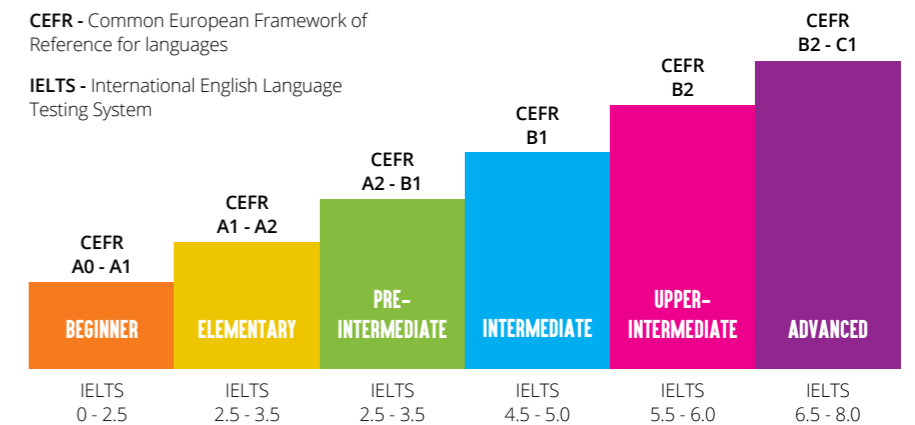 CEFR - Common European Framework of
Reference for languages
IELTS - International English Language
Testing System
CEFR
A0 - A1
CEFR
A1 - A2
CEFR
A2 - B1
CEFR
B1
CEFR
B2
CEFR
B2 - C1
BEGINNER
ELEMENTARY
PRE-
INTERMEDIATE
INTERMEDIATE
UPPER-
INTERMEDIATE
ADVANCED
IELTS
0 - 2.5
IELTS
2.5 - 3.5
IELTS
2.5 - 3.5
IELTS
4.5 - 5.0
IELTS
5.5 - 6.0
IELTS
6.5 - 8.0